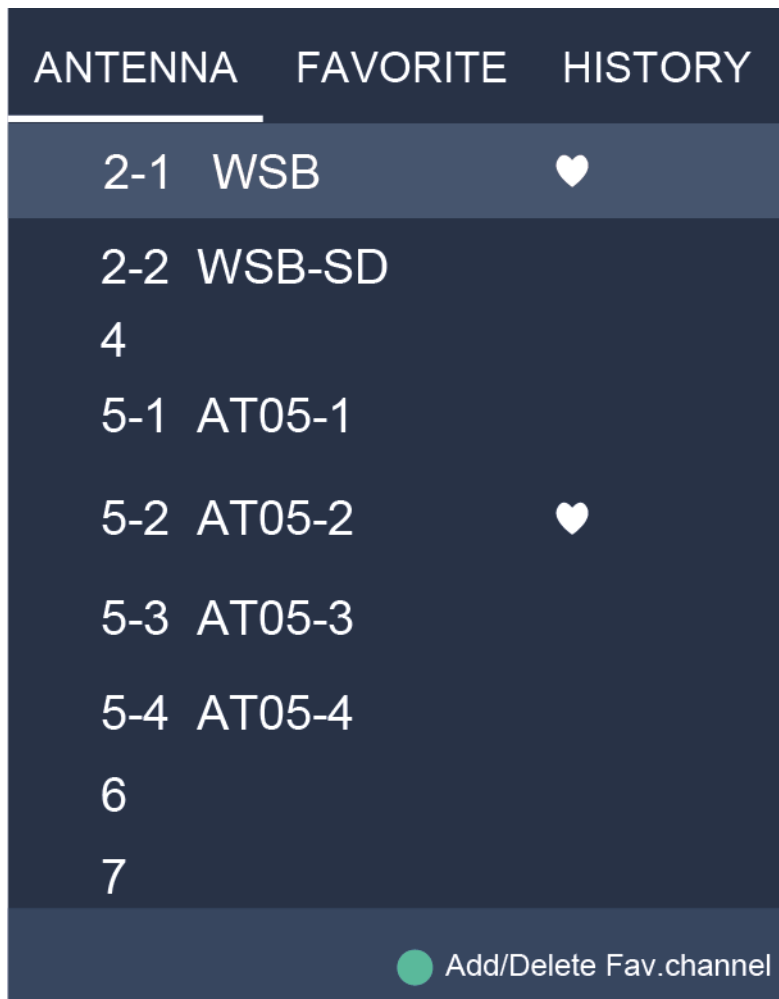 ANTENNA FAVORITE HISTORY
2-1 WSB
2-2 WSB-SD
4
5-1 AT05-1
5-2 AT05-2
5-3 AT05-3
5-4 AT05-4
6
7
Add/Delete Fav.channel